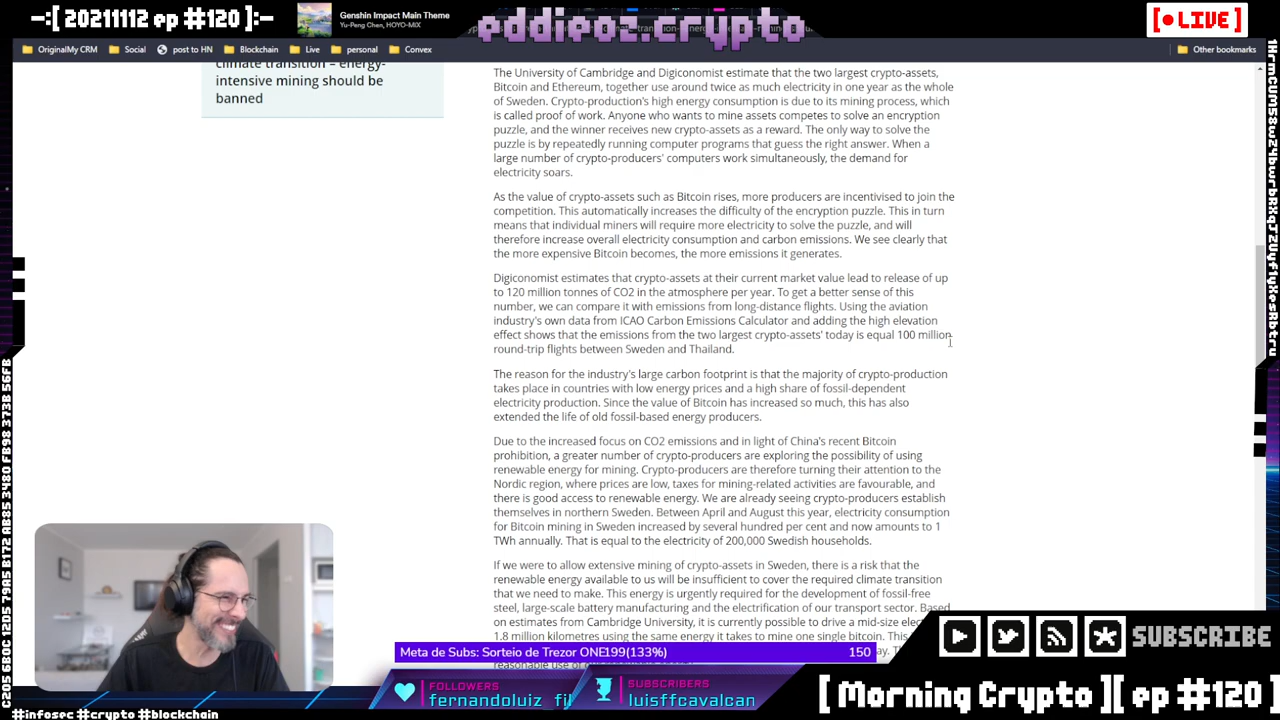 -:[ 20211112 ep #120 ]:-
Genshin Impact Main Theme
Yu-Peng Chen, HOYO-MiX
eddieoz.crypto
[●LIVE]
OriginalMy CRM
Social
post to HN
Blockchain
Live
personal
Convex
Other bookmarks
climate transition – energy-
intensive mining should be
banned
The University of Cambridge and Digiconomist estimate that the two largest crypto-assets,
Bitcoin and Ethereum, together use around twice as much electricity in one year as the whole
of Sweden. Crypto-production's high energy consumption is due to its mining process, which
is called proof of work. Anyone who wants to mine assets competes to solve an encryption
puzzle, and the winner receives new crypto-assets as a reward. The only way to solve the
puzzle is by repeatedly running computer programs that guess the right answer. When a
large number of crypto-producers' computers work simultaneously, the demand for
electricity soars.
As the value of crypto-assets such as Bitcoin rises, more producers are incentivised to join the
competition. This automatically increases the difficulty of the encryption puzzle. This in turn
means that individual miners will require more electricity to solve the puzzle, and will
therefore increase overall electricity consumption and carbon emissions. We see clearly that
the more expensive Bitcoin becomes, the more emissions it generates.
Digiconomist estimates that crypto-assets at their current market value lead to release of up
to 120 million tonnes of CO2 in the atmosphere per year. To get a better sense of this
number, we can compare it with emissions from long-distance flights. Using the aviation
industry's own data from ICAO Carbon Emissions Calculator and adding the high elevation
effect shows that the emissions from the two largest crypto-assets' today is equal 100 million
round-trip flights between Sweden and Thailand.
The reason for the industry's large carbon footprint is that the majority of crypto-production
takes place in countries with low energy prices and a high share of fossil-dependent
electricity production. Since the value of Bitcoin has increased so much, this has also
extended the life of old fossil-based energy producers.
Due to the increased focus on CO2 emissions and in light of China's recent Bitcoin
prohibition, a greater number of crypto-producers are exploring the possibility of using
renewable energy for mining. Crypto-producers are therefore turning their attention to the
Nordic region, where prices are low, taxes for mining-related activities are favourable, and
there is good access to renewable energy. We are already seeing crypto-producers establish
themselves in northern Sweden. Between April and August this year, electricity consumption
for Bitcoin mining in Sweden increased by several hundred per cent and now amounts to 1
TWh annually. That is equal to the electricity of 200,000 Swedish households.
If we were to allow extensive mining of crypto-assets in Sweden, there is a risk that the
renewable energy available to us will be insufficient to cover the required climate transition
that we need to make. This energy is urgently required for the development of fossil-free
steel, large-scale battery manufacturing and the electrification of our transport sector. Based
on estimates from Cambridge University, it is currently possible to drive a mid-size elec
1.8 million kilometres using the same energy it takes to mine one single bitcoin. This
Meta de Subs: Sorteio de Trezor ONE
199(133%)
150
FOLLOWERS
fernandoluiz_fil
SUBSCRIBERS
luisffcavalcan
SUBSCRIBE
[ Morning Crypto ][ ep #120 ]
#infosec #crypto #blockchain